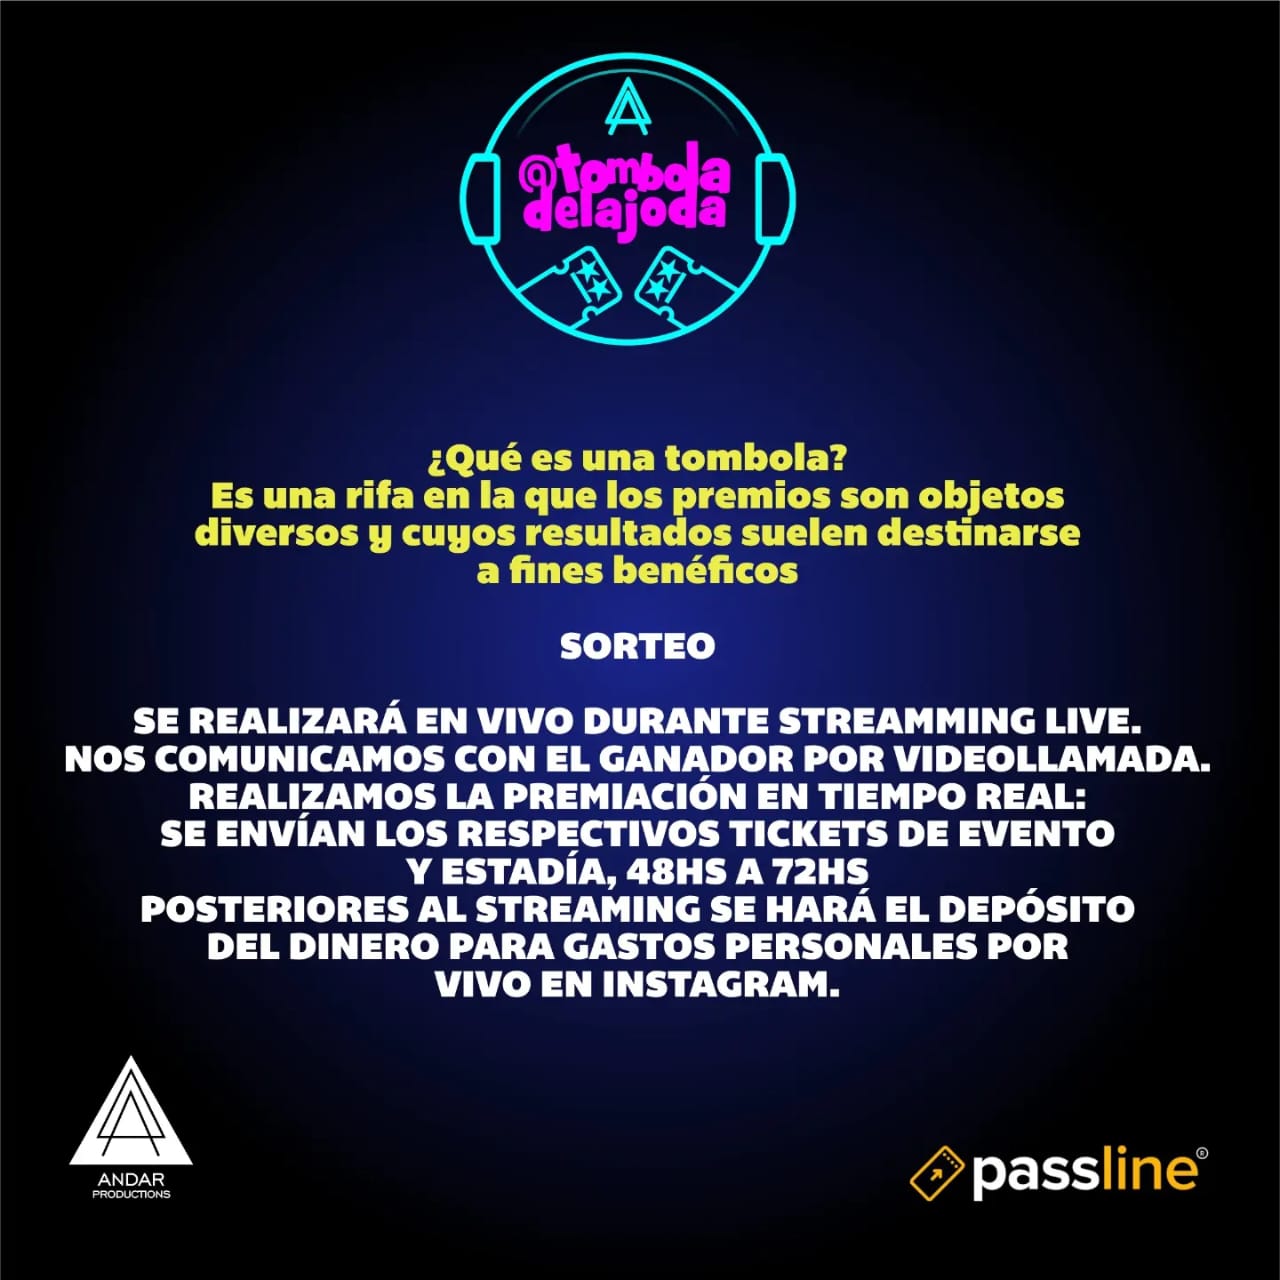 @tombola
delajoda
¿Qué es una tombola?
Es una rifa en la que los premios son objetos
diversos y cuyos resultados suelen destinarse
a fines benéficos
SORTEO
SE REALIZARÁ EN VIVO DURANTE STREAMMING LIVE.
NOS COMUNICAMOS CON EL GANADOR POR VIDEOLLAMADA.
REALIZAMOS LA PREMIACIÓN EN TIEMPO REAL:
SE ENVÍAN LOS RESPECTIVOS TICKETS DE EVENTO
Y ESTADÍA, 48HS A 72HS
POSTERIORES AL STREAMING SE HARÁ EL DEPÓSITO
DEL DINERO PARA GASTOS PERSONALES POR
VIVO EN INSTAGRAM.
ANDAR
PRODUCTIONS
passline®